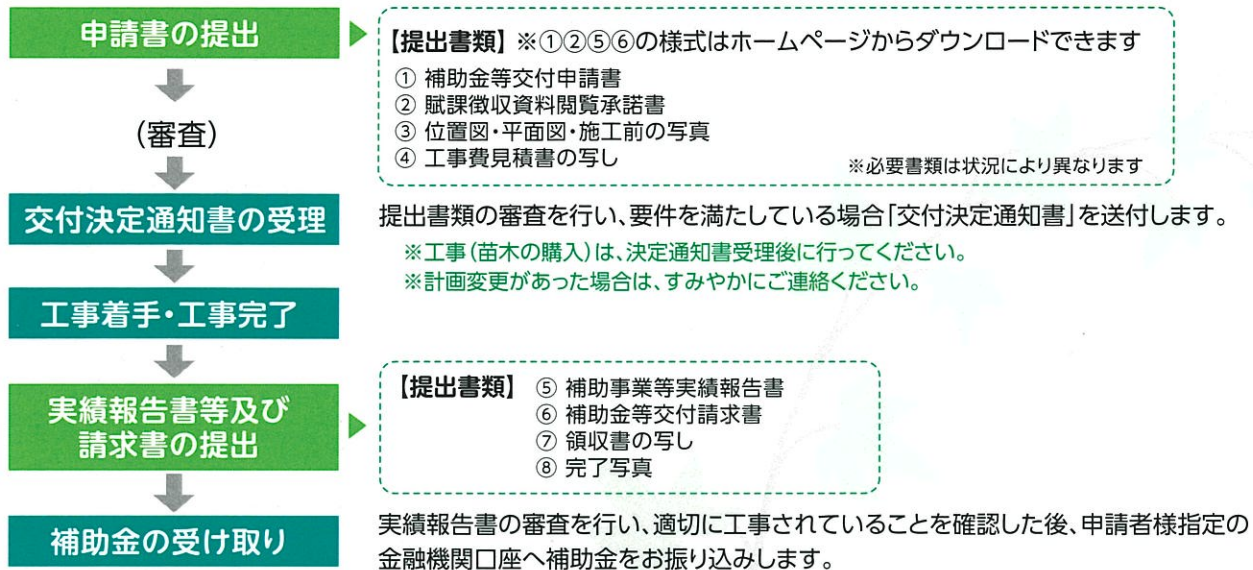 申請書の提出
【提出書類】 ※①②⑤⑥の様式はホームページからダウンロードできます
① 補助金等交付申請書
② 賦課徴収資料閲覧承諾書
③ 位置図・平面図・施工前の写真
④ 工事費見積書の写し
※必要書類は状況により異なります
(審査)
交付決定通知書の受理
提出書類の審査を行い、要件を満たしている場合「交付決定通知書」を送付します。
※工事(苗木の購入)は、決定通知書受理後に行ってください。
※計画変更があった場合は、すみやかにご連絡ください。
工事着手・工事完了
実績報告書等及び
請求書の提出
【提出書類】 ⑤ 補助事業等実績報告書
⑥ 補助金等交付請求書
⑦ 領収書の写し
⑧ 完了写真
補助金の受け取り
実績報告書の審査を行い、適切に工事されていることを確認した後、申請者様指定の
金融機関口座へ補助金をお振り込みします。